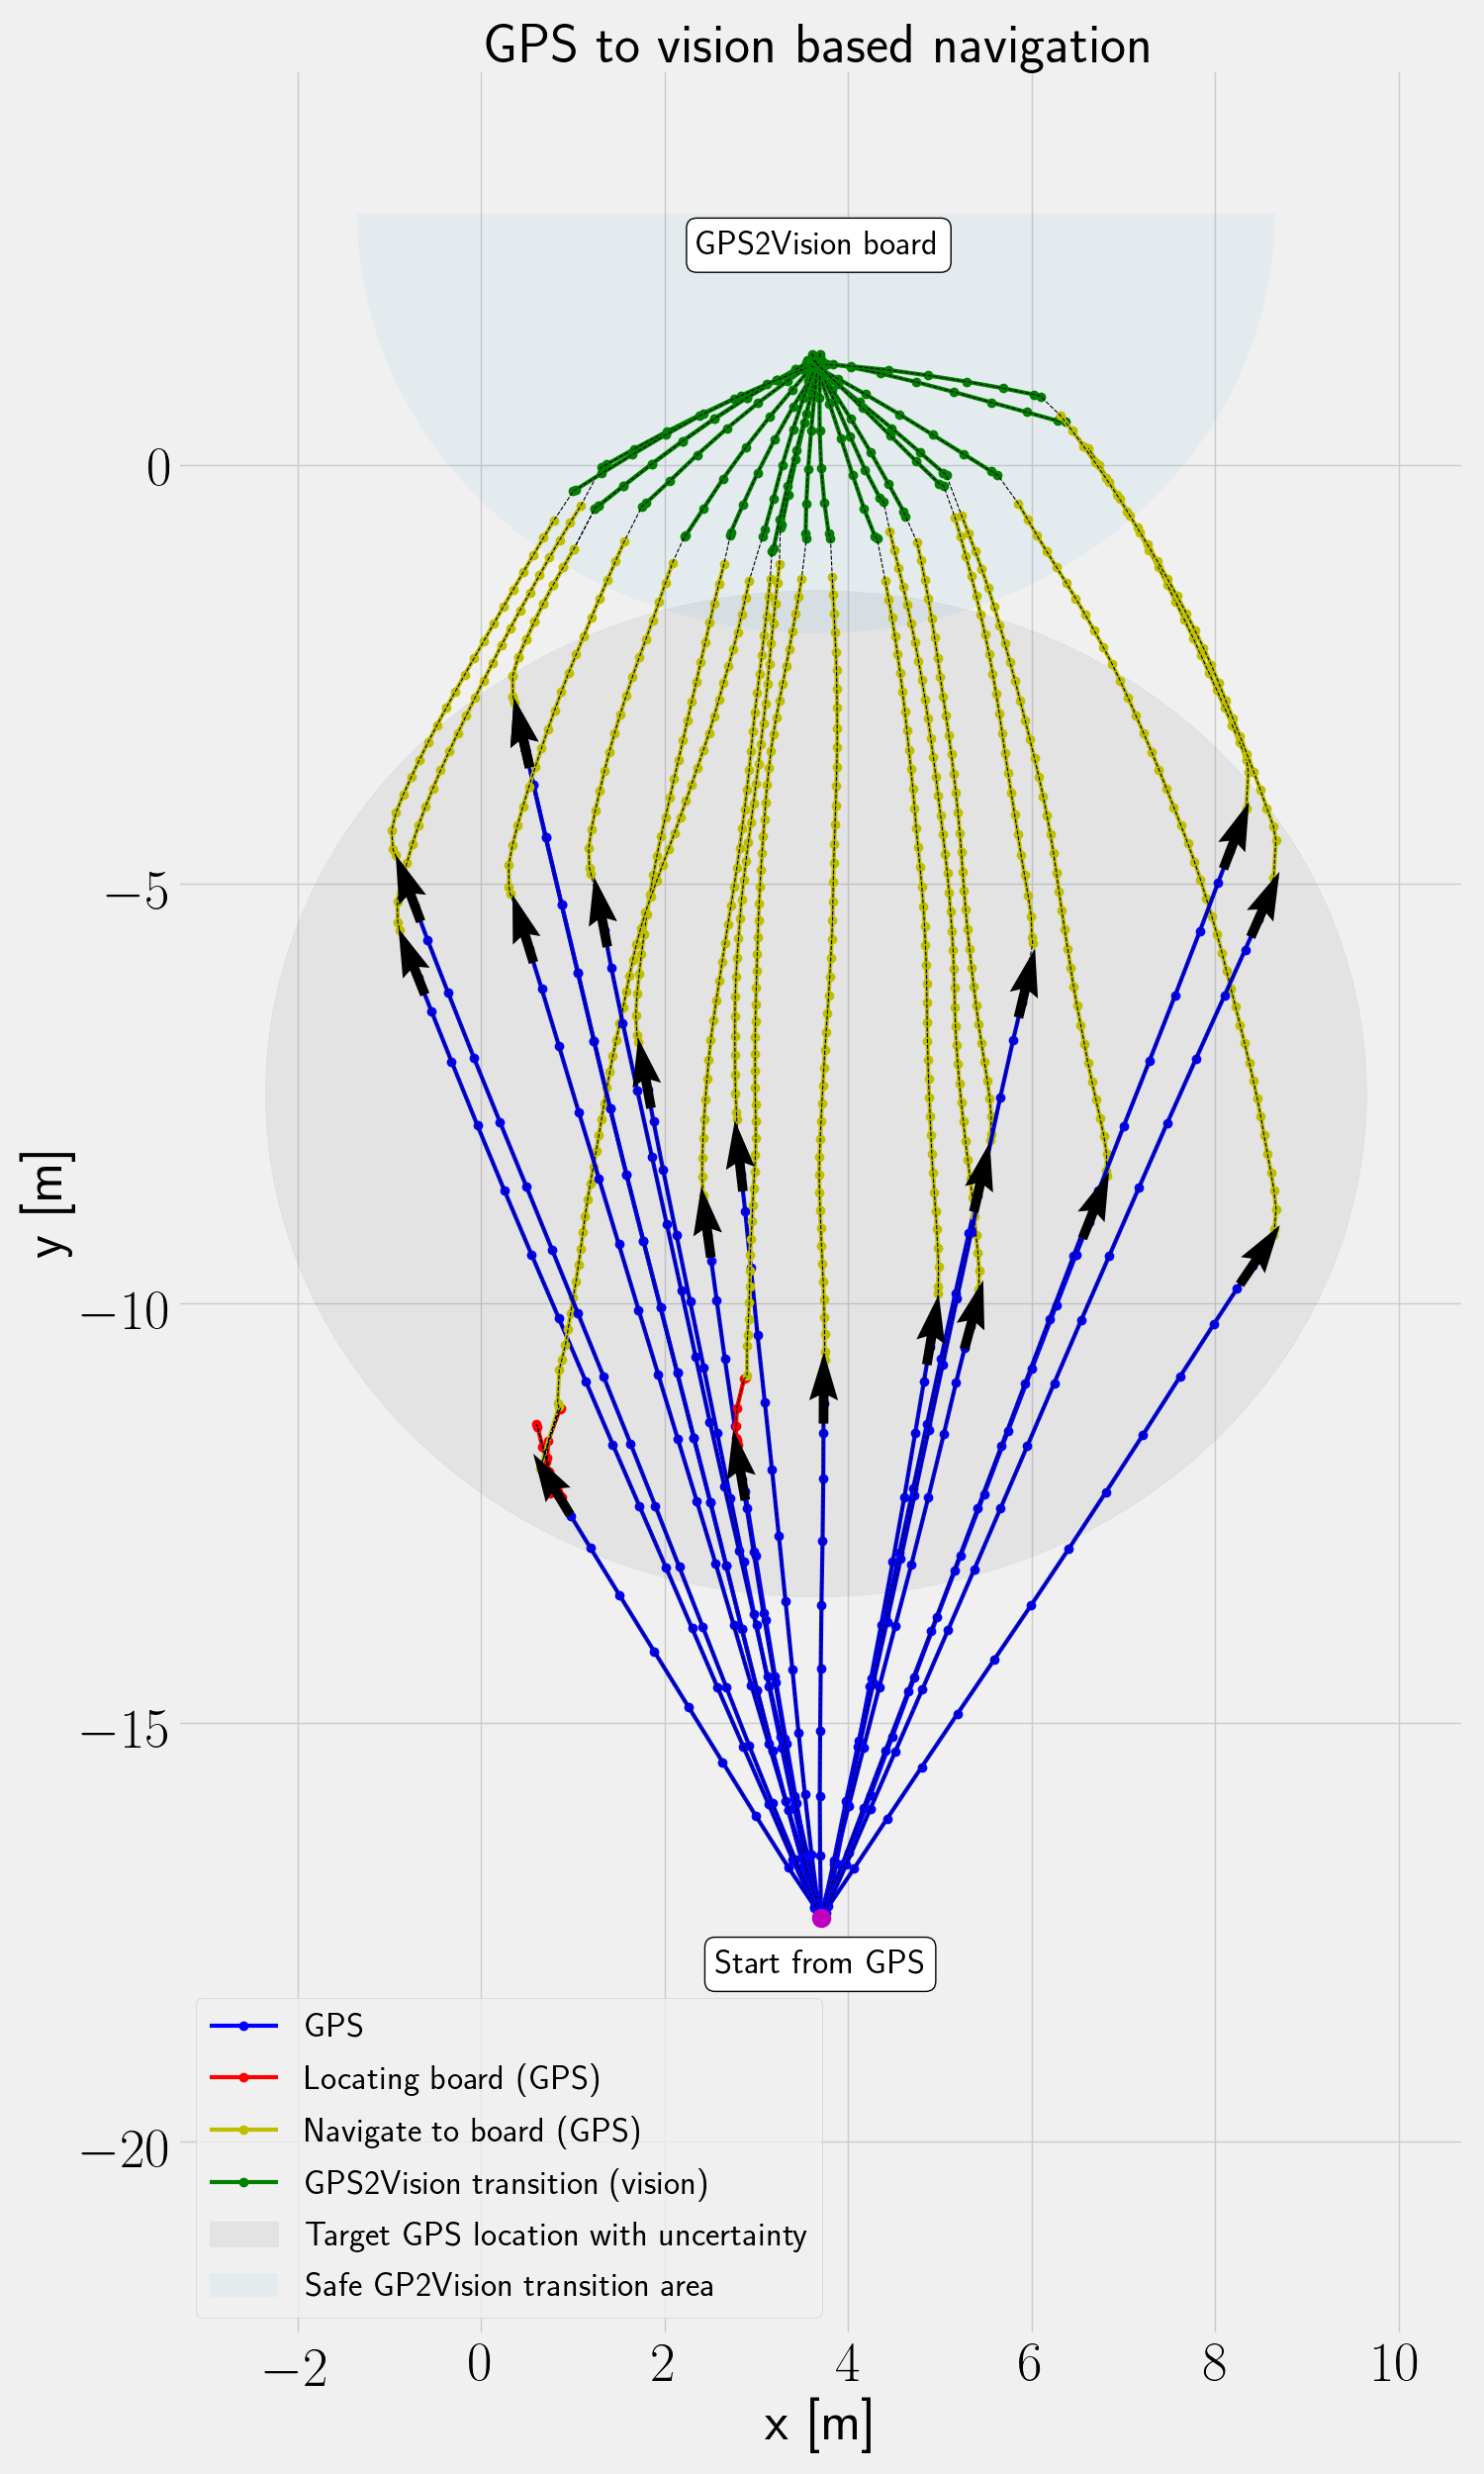 GPS to vision based navigation
GPS2Vision board
0
−5
−10
−15
−20
y [m]
Start from GPS
GPS
Locating board (GPS)
Navigate to board (GPS)
GPS2Vision transition (vision)
Target GPS location with uncertainty
Safe GP2Vision transition area
−2 0 2 4 6 8 10
x [m]